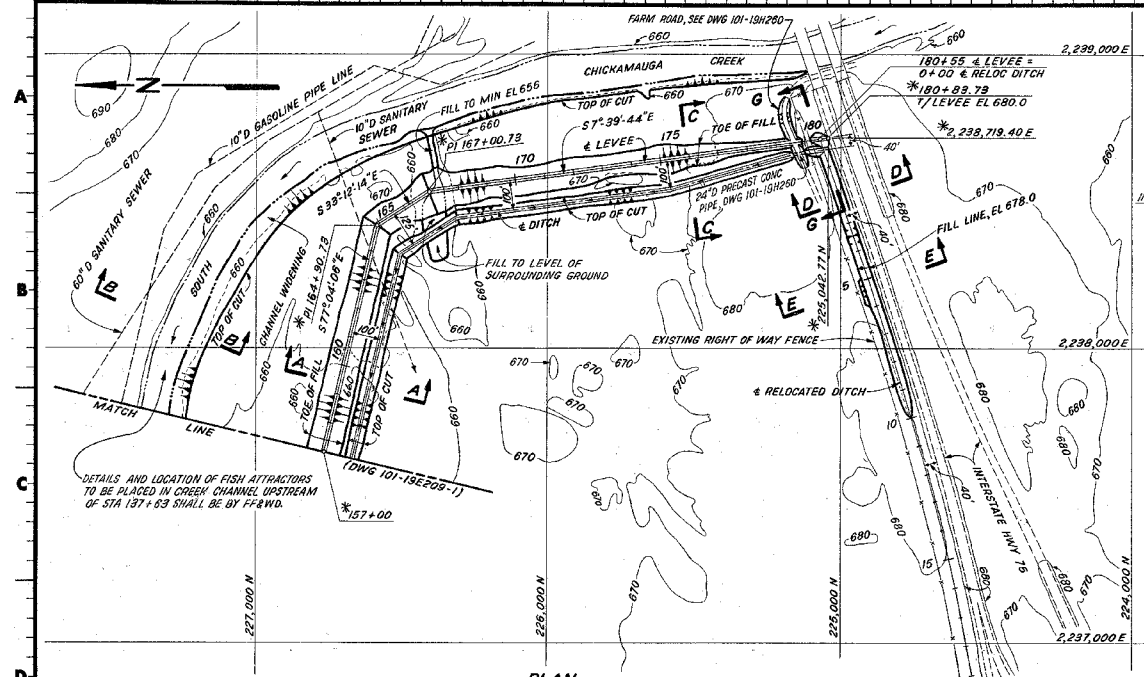 FARM ROAD, SEE DWG 101-19H260
660
660
2,239,000 E
690
680
670
660
N
A
10"D GASOLINE PIPE LINE
10"D SANITARY
SEWER
FILL TO MIN EL 656
CHICKAMAUGA CREEK
TOP OF CUT
670
660
180+55 ℄ LEVEE =
0+00 ℄ RELOC DITCH
*180+83.73
T/LEVEE EL 680.0
*2,238,719.40 E
G
C
S7°-39'-44"E
℄ LEVEE
175
TOE OF FILL
180
40'
*PI 167+00.73
660
170
100'
S 33°-12'-14"E
670
165
125'
100'
670
℄ DITCH
TOP OF CUT
24"D PRECAST CONC
PIPE, DWG 101-19H260
C
D
D
G
40'
680
670
FILL LINE, EL 678.0
60"D SANITARY SEWER
660
B
SOUTH
660
CHANNEL WIDENING
TOP OF CUT
B
B
*PI 164+90.73
S77°-04'-06"E
FILL TO LEVEL OF
SURROUNDING GROUND
660
670
680
E
E
5
*225,042.77 N
100'
160
660
660
A
A
TOE OF FILL
660
TOP OF CUT
660
660
670
670
670
EXISTING RIGHT OF WAY FENCE
2,238,000 E
℄ RELOCATED DITCH
680
680
680
10
MATCH LINE
(DWG 101-19E209-1)
670
C
DETAILS AND LOCATION OF FISH ATTRACTORS
TO BE PLACED IN CREEK CHANNEL UPSTREAM
OF STA 137+63 SHALL BE BY FF&WD.
*157+00
670
670
40'
INTERSTATE HWY 75
680
680
15
680
670
680
670
227,000 N
226,000 N
225,000 N
224,000 N
2,237,000 E
D
PLAN